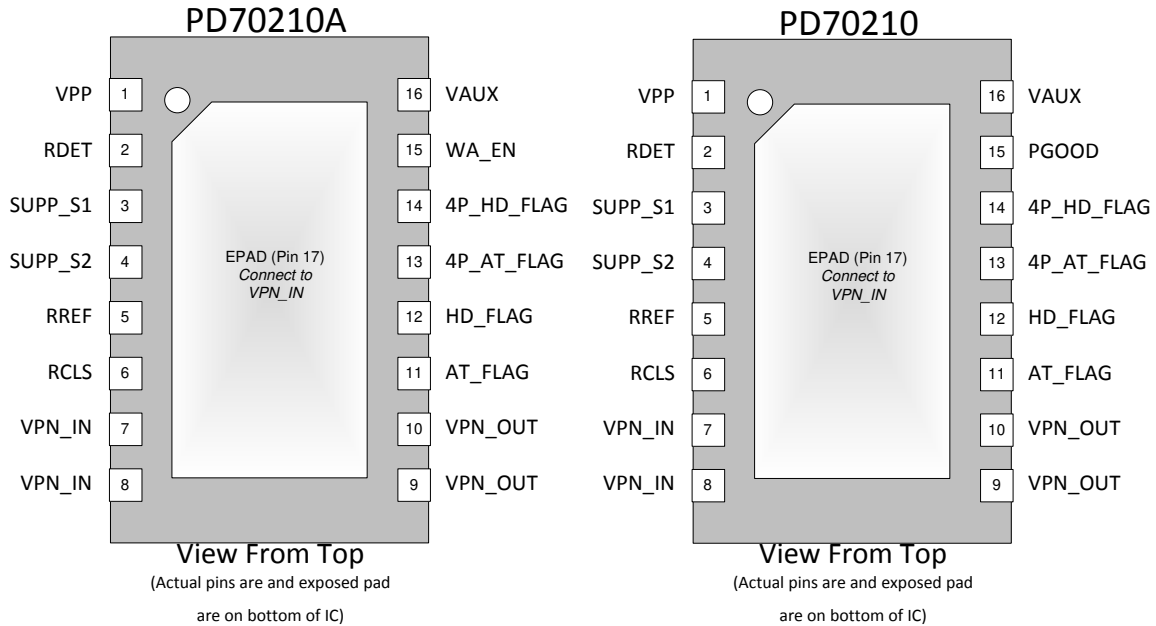 PD70210A
VPP 1
RDET 2
SUPP_S1 3
SUPP_S2 4
RREF 5
RCLS 6
VPN_IN 7
VPN_IN 8
16 VAUX
15 WA_EN
14 4P_HD_FLAG
13 4P_AT_FLAG
12 HD_FLAG
11 AT_FLAG
10 VPN_OUT
9 VPN_OUT
EPAD (Pin 17)
Connect to
VPN_IN
View From Top
(Actual pins are and exposed pad
are on bottom of IC)
PD70210
VPP 1
RDET 2
SUPP_S1 3
SUPP_S2 4
RREF 5
RCLS 6
VPN_IN 7
VPN_IN 8
16 VAUX
15 PGOOD
14 4P_HD_FLAG
13 4P_AT_FLAG
12 HD_FLAG
11 AT_FLAG
10 VPN_OUT
9 VPN_OUT
EPAD (Pin 17)
Connect to
VPN_IN
View From Top
(Actual pins are and exposed pad
are on bottom of IC)